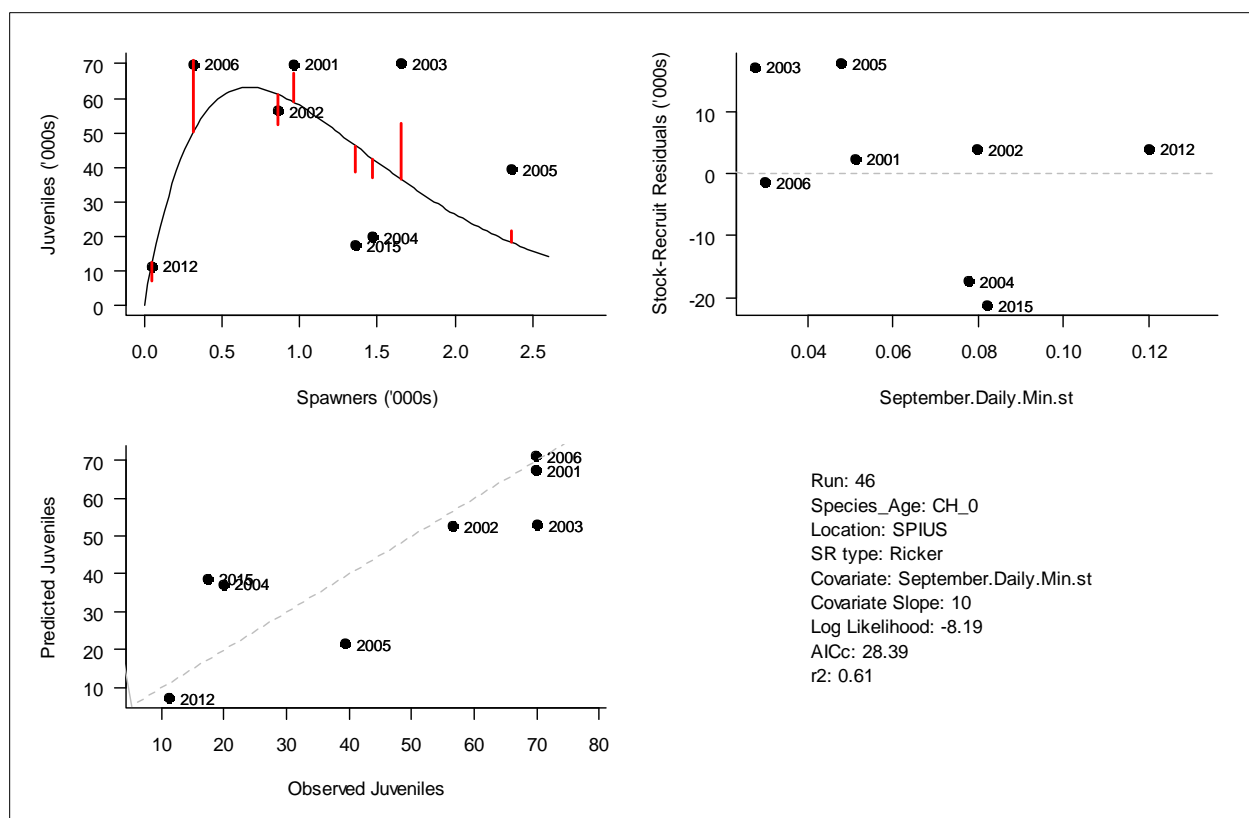 Juveniles ('000s)
70
60
50
40
30
20
10
0
2006
2001
2003
2002
2005
2004
2015
2012
0.0 0.5 1.0 1.5 2.0 2.5
Spawners ('000s)
Stock-Recruit Residuals ('000s)
10
0
-10
-20
2003
2005
2001
2002
2012
2006
2004
2015
0.04 0.06 0.08 0.10 0.12
September.Daily.Min.st
Predicted Juveniles
70
60
50
40
30
20
10
2006
2001
2002
2003
2015
2004
2005
2012
10 20 30 40 50 60 70 80
Observed Juveniles
Run: 46
Species_Age: CH_0
Location: SPIUS
SR type: Ricker
Covariate: September.Daily.Min.st
Covariate Slope: 10
Log Likelihood: -8.19
AICc: 28.39
r2: 0.61